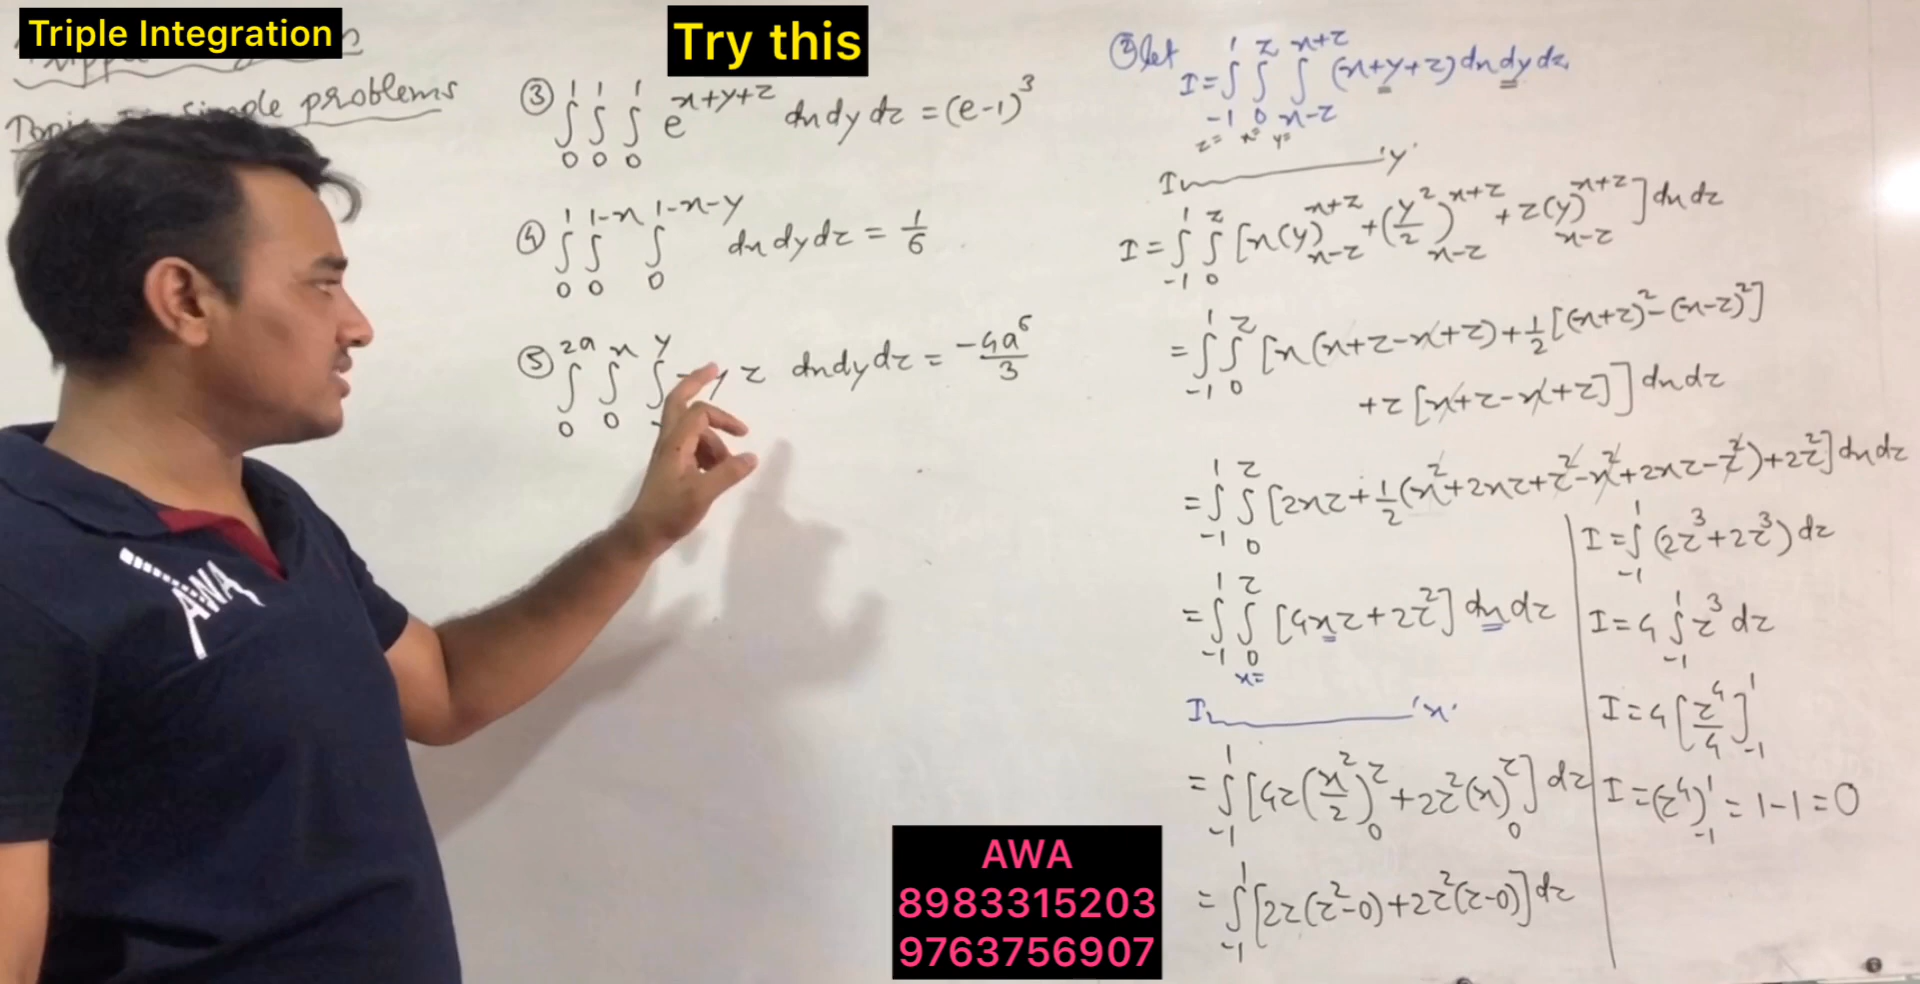 Triple Integration
Try this
simple problems
③ ∫₀¹ ∫₀¹ ∫₀¹ e^(x+y+z) dx dy dz = (e-1)³
④ ∫₀¹ ∫₀^(1-x) ∫₀^(1-x-y) dx dy dz = 1/6
⑤ ∫₀^(2a) ∫₀^x ∫^y yz dx dy dz = -4a⁶/3
② let
I = ∫₋₁¹ ∫₀^z ∫_(x-z)^(x+z) (x+y+z) dx dy dz
z= x= y=
In 'y'
I = ∫₋₁¹ ∫₀^z [x(y)_(x-z)^(x+z) + (y²/2)_(x-z)^(x+z) + z(y)_(x-z)^(x+z)] dx dz
= ∫₋₁¹ ∫₀^z [x(x+z-x+z) + 1/2[(x+z)² - (x-z)²]
+ z[x+z-x+z]] dx dz
= ∫₋₁¹ ∫₀^z [2xz + 1/2(x²+2xz+z²-x²+2xz-z²) + 2z²] dx dz
= ∫₋₁¹ ∫₀^z [4xz + 2z²] dx dz
x=
In 'x'
= ∫₋₁¹ [4z(x²/2)₀^z + 2z²(x)₀^z] dz
= ∫₋₁¹ [2z(z²-0) + 2z²(z-0)] dz
I = ∫₋₁¹ (2z³+2z³) dz
I = 4 ∫₋₁¹ z³ dz
I = 4 [z⁴/4]₋₁¹
I = (z⁴)₋₁¹ = 1-1 = 0
AWA
AWA
8983315203
9763756907